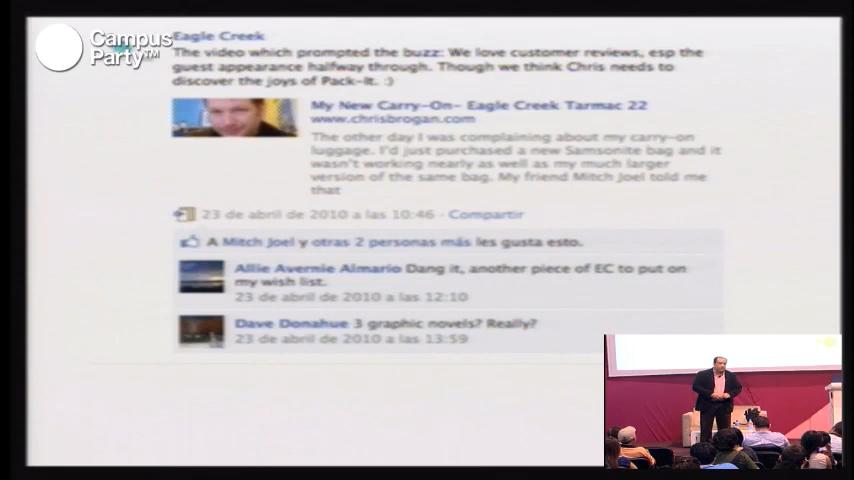 Campus
Party™
Eagle Creek
The video which prompted the buzz: We love customer reviews, esp the
guest appearance halfway through. Though we think Chris needs to
discover the joys of Pack-It. :)
My New Carry-On- Eagle Creek Tarmac 22
www.chrisbrogan.com
The other day I was complaining about my carry-on
luggage. I'd just purchased a new Samsonite bag and it
wasn't working nearly as well as my much larger
version of the same bag. My friend Mitch Joel told me
that
23 de abril de 2010 a las 10:46 · Compartir
A Mitch Joel y otras 2 personas más les gusta esto.
Allie Avernie Almario Dang it, another piece of EC to put on
my wish list.
23 de abril de 2010 a las 12:10
Dave Donahue 3 graphic novels? Really?
23 de abril de 2010 a las 13:59